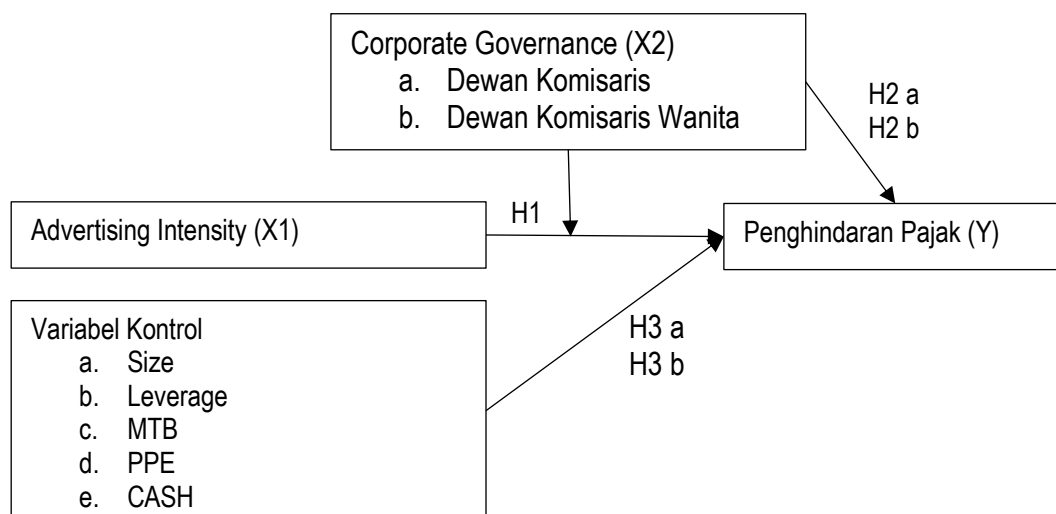 Corporate Governance (X2)
a. Dewan Komisaris
b. Dewan Komisaris Wanita
H2 a
H2 b
H1
Advertising Intensity (X1)
Penghindaran Pajak (Y)
Variabel Kontrol
a. Size
b. Leverage
c. MTB
d. PPE
e. CASH
H3 a
H3 b